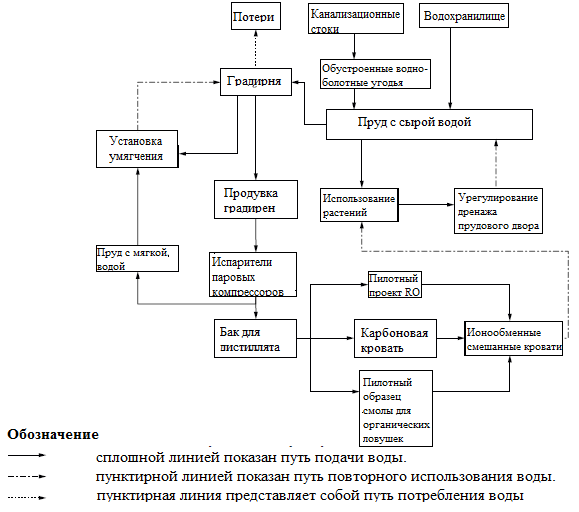 Потери
Канализационные
стоки
Водохранилище
Обустроенные водно-
болотные угодья
Градирня
Пруд с сырой водой
Установка
умягчения
Продувка
градирен
Использование
растений
Урегулирование
дренажа
прудового двора
Пруд с мягкой,
водой
Испарители
паровых
компрессоров
Пилотный
проект RO
Бак для
дистиллята
Карбоновая
кровать
Ионообменные
смешанные кровати
Пилотный
образец
смолы для
органических
ловушек
Обозначение
сплошной линией показан путь подачи воды.
пунктирной линией показан путь повторного использования воды.
пунктирная линия представляет собой путь потребления воды